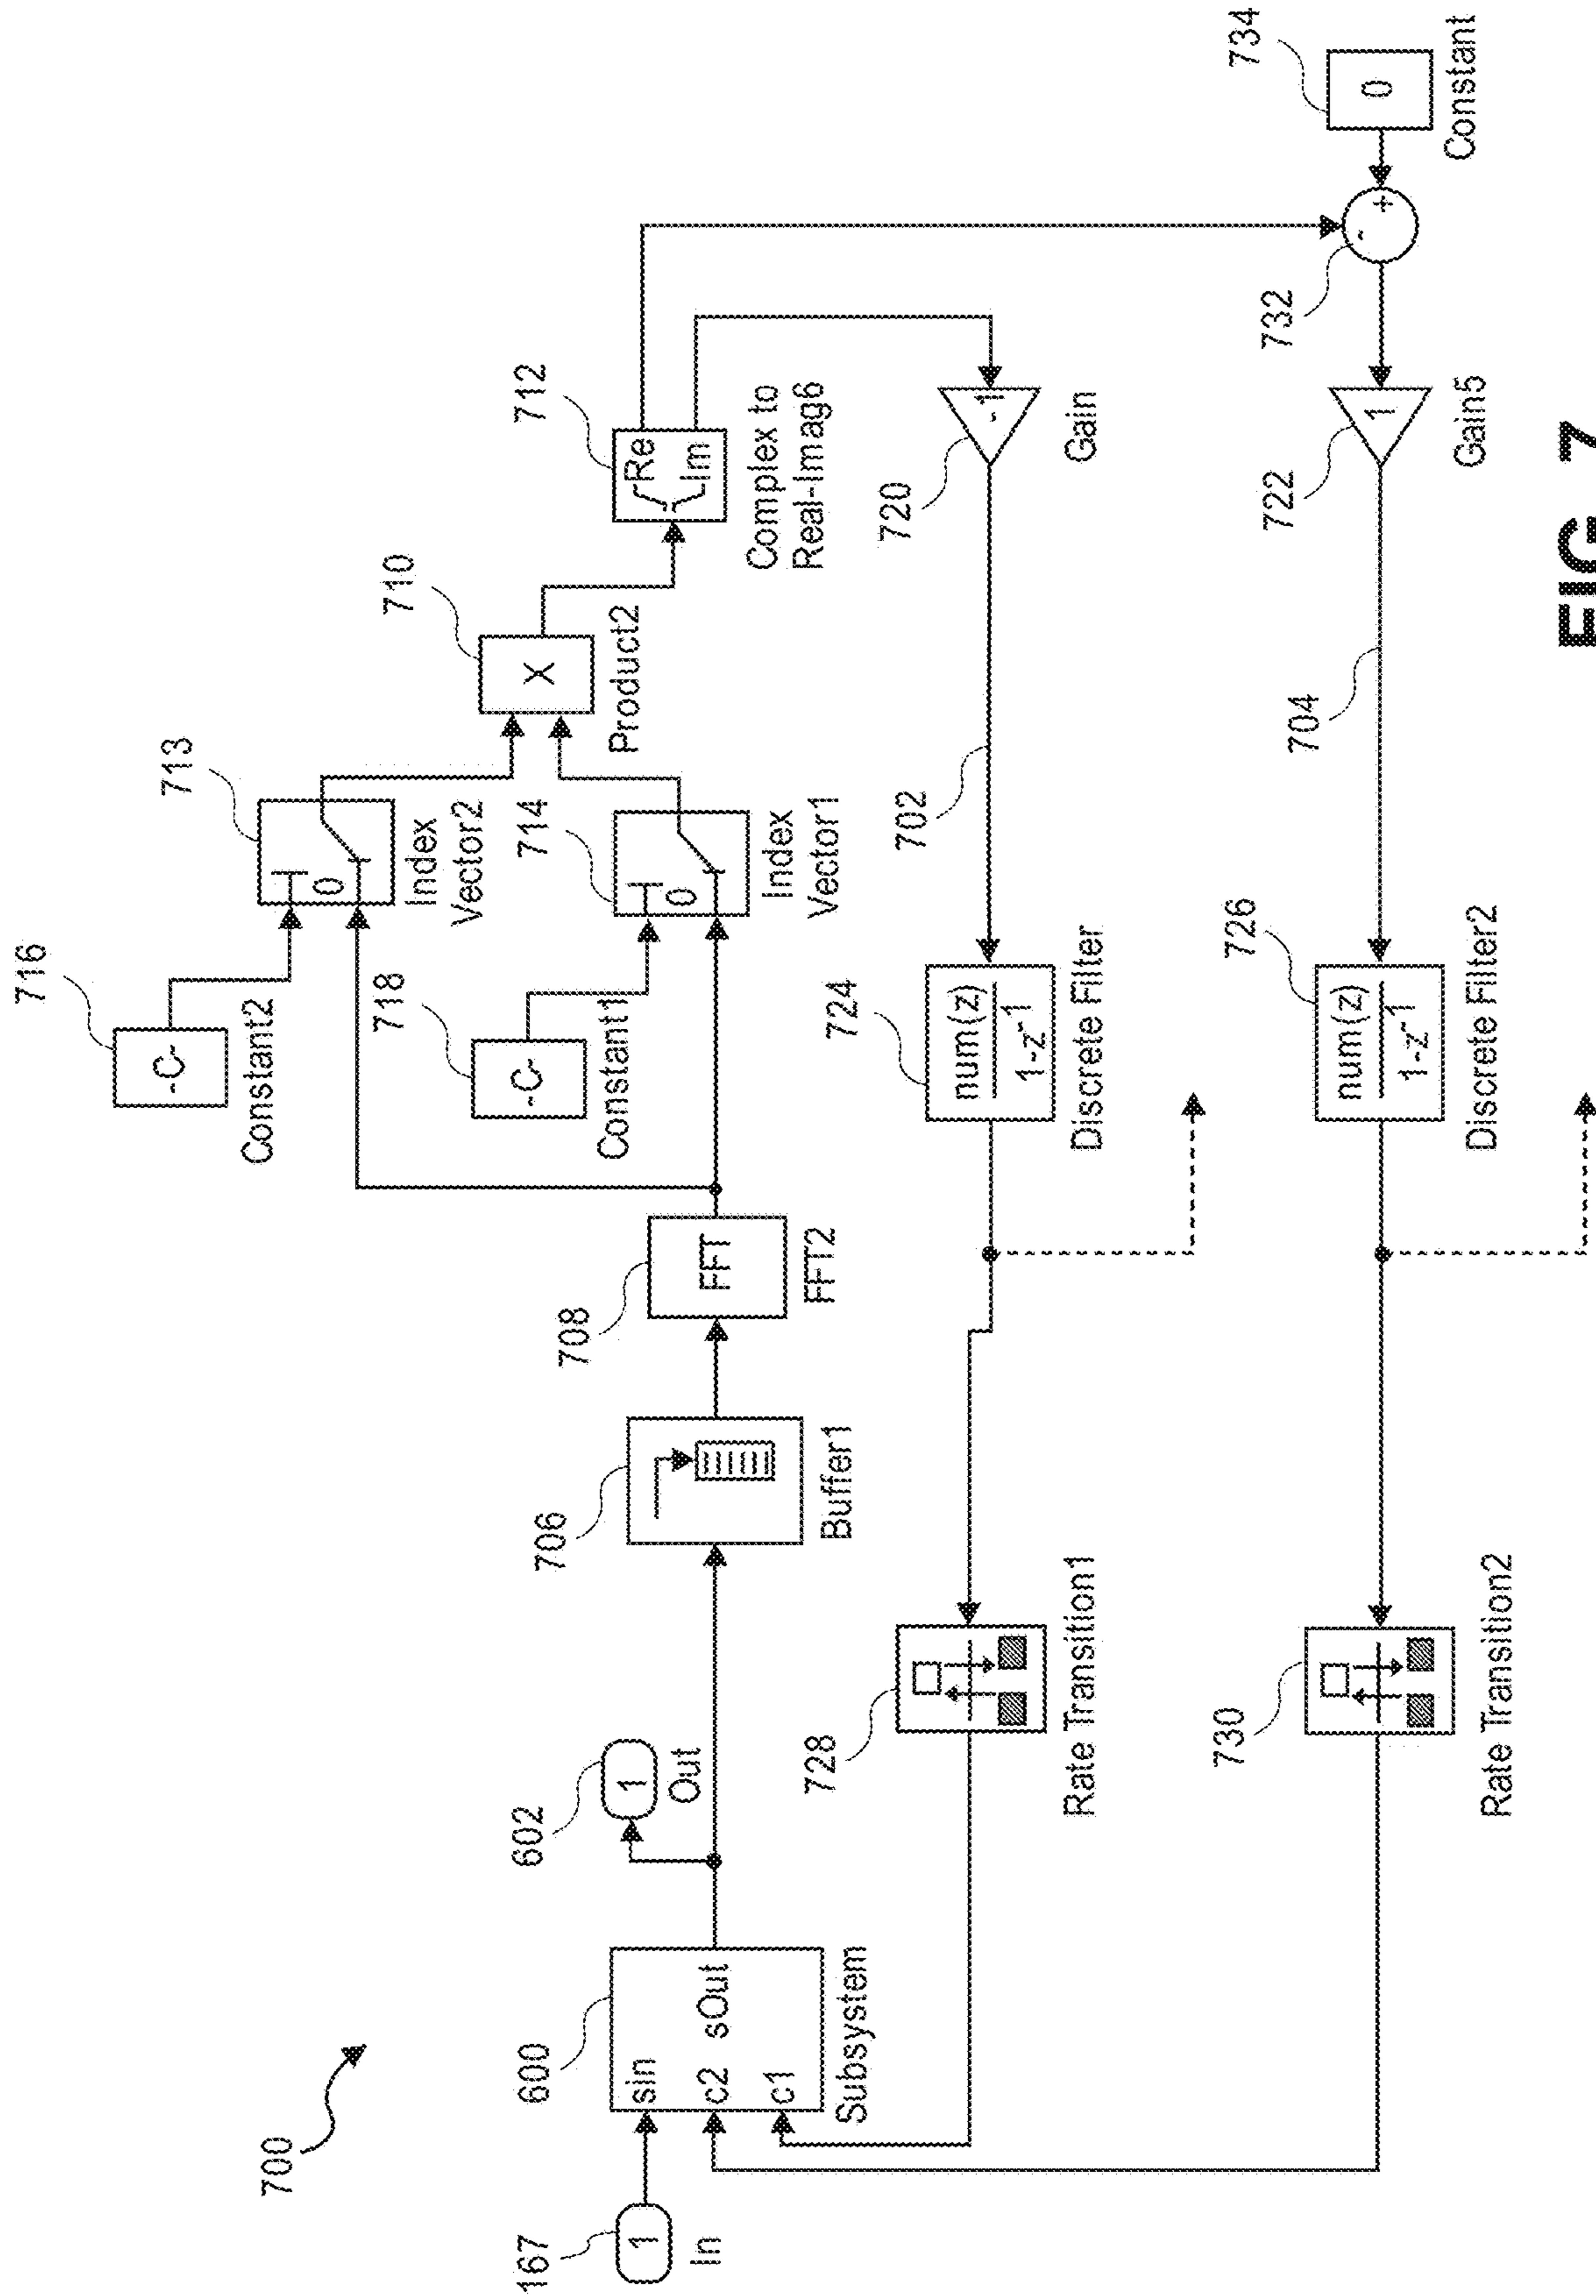 700
167
1
In
600
sIn
c2
c1
sOut
Subsystem
602
1
Out
706
Buffer1
708
FFT
FFT2
716
-C-
Constant2
718
-C-
Constant1
713
0
Index
Vector2
714
0
Index
Vector1
710
X
Product2
712
Re
Im
Complex to
Real-Imag6
720
-1
Gain
702
724
num(z)
1-z-1
Discrete Filter
728
Rate Transition1
734
0
Constant
732
-
+
722
1
Gain5
704
726
num(z)
1-z-1
Discrete Filter2
730
Rate Transition2
FIG. 7